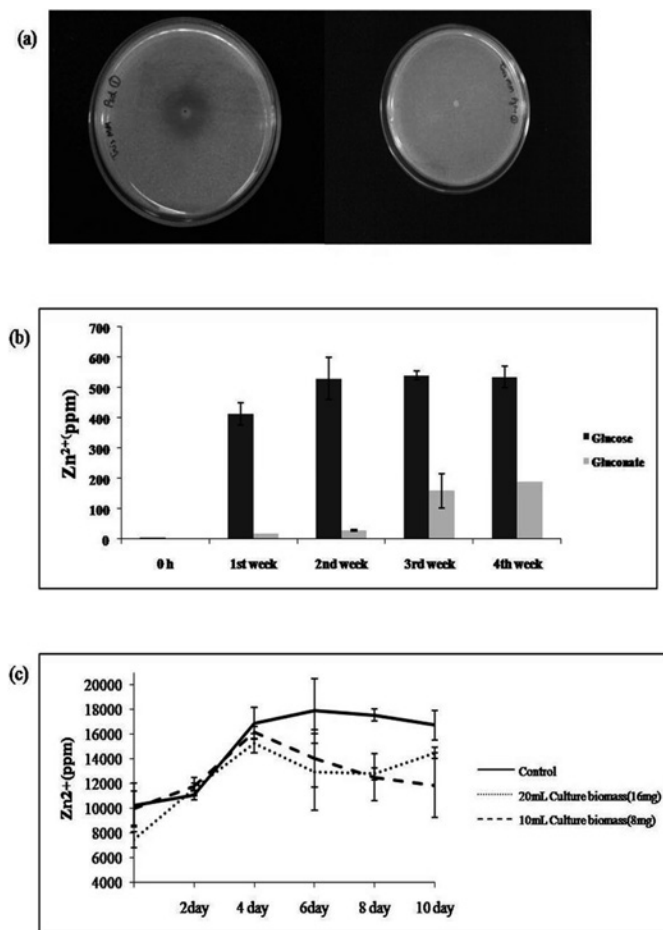 (a)
(b)
700
600
500
400
300
200
100
0
Zn2+(ppm)
Glucose
Gluconate
0 h
1st week
2nd week
3rd week
4th week
(c)
20000
18000
16000
14000
12000
10000
8000
6000
4000
Zn2+(ppm)
Control
20mL Culture biomass(16mg)
10mL Culture biomass(8mg)
2day
4 day
6day
8 day
10 day